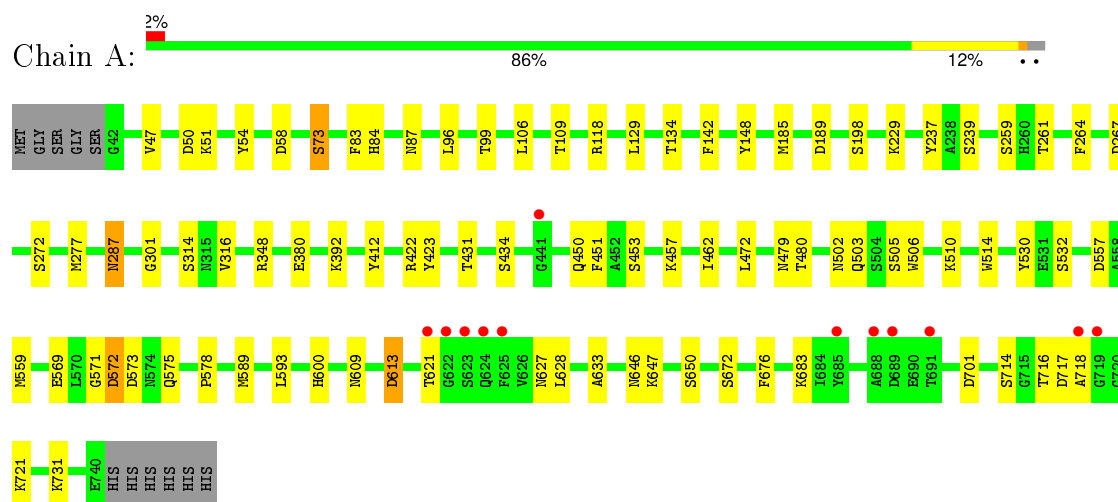 2%
Chain A:
86% 12% • •
MET GLY SER GLY SER G42 V47 D50 K51 Y54 D58 S73 F83 H84 N87 L96 T99 L106 T109 R118 L129 T134 F142 Y148 M185 D189 S198 K229 Y237 A238 S239 S259 H260 T261 F264 D267
S272 M277 N287 G301 S314 N315 V316 R348 E380 K392 Y412 R422 Y423 T431 S434 G441 Q450 F451 A452 S453 K457 I462 L472 N479 T480 N502 Q503 S504 S505 W506 K510 W514 Y530 E531 S532 D557 A558
M559 E569 L570 G571 D572 D573 N574 Q575 P578 M589 L593 H600 N609 D613 T621 G622 S623 Q624 F625 V626 N627 L628 A633 N646 K647 S650 S672 F676 K683 I684 Y685 A688 D689 E690 T691 D701 S714 G715 T716 D717 A718 G719 G720
K721 K731 E740 HIS HIS HIS HIS HIS HIS